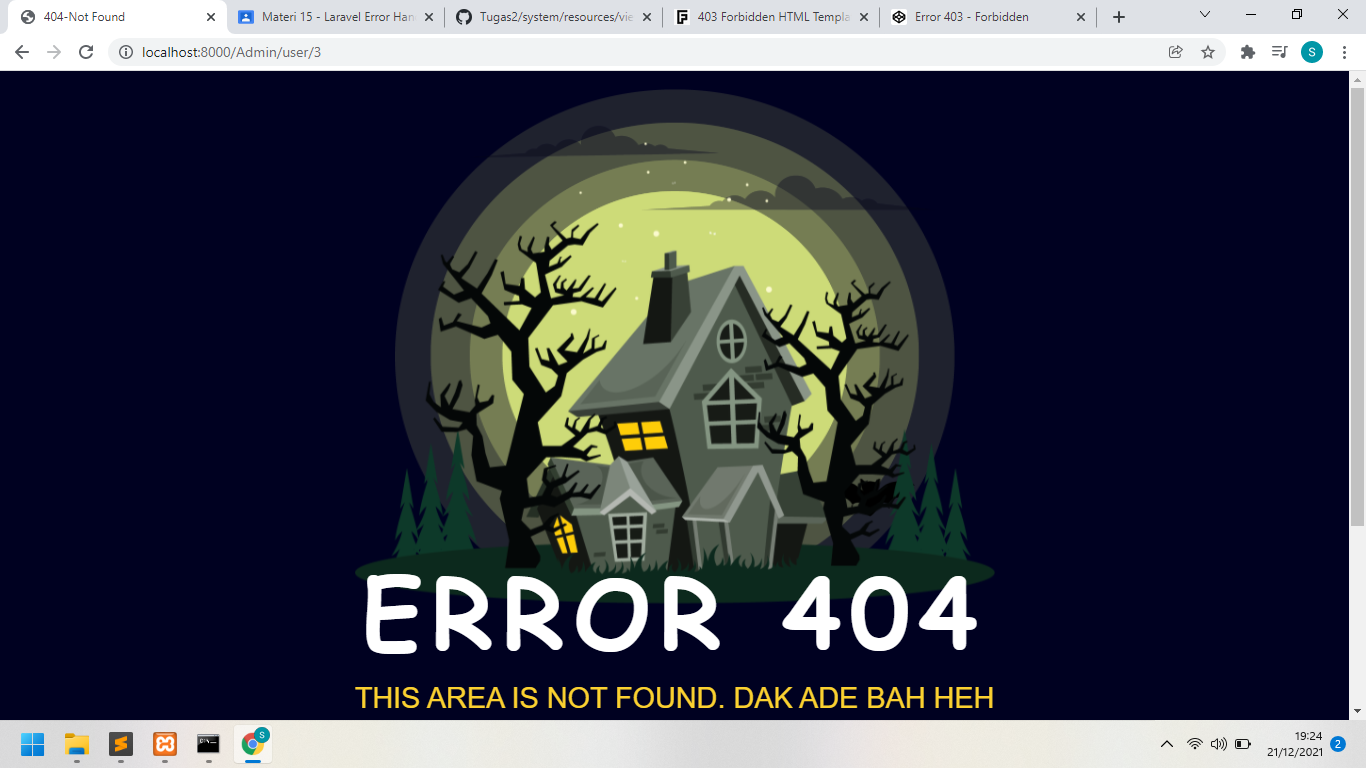 404-Not Found
Materi 15 - Laravel Error Han
Tugas2/system/resources/vie
403 Forbidden HTML Templa
Error 403 - Forbidden
localhost:8000/Admin/user/3
S
ERROR 404
THIS AREA IS NOT FOUND. DAK ADE BAH HEH
S
19:24
21/12/2021
2